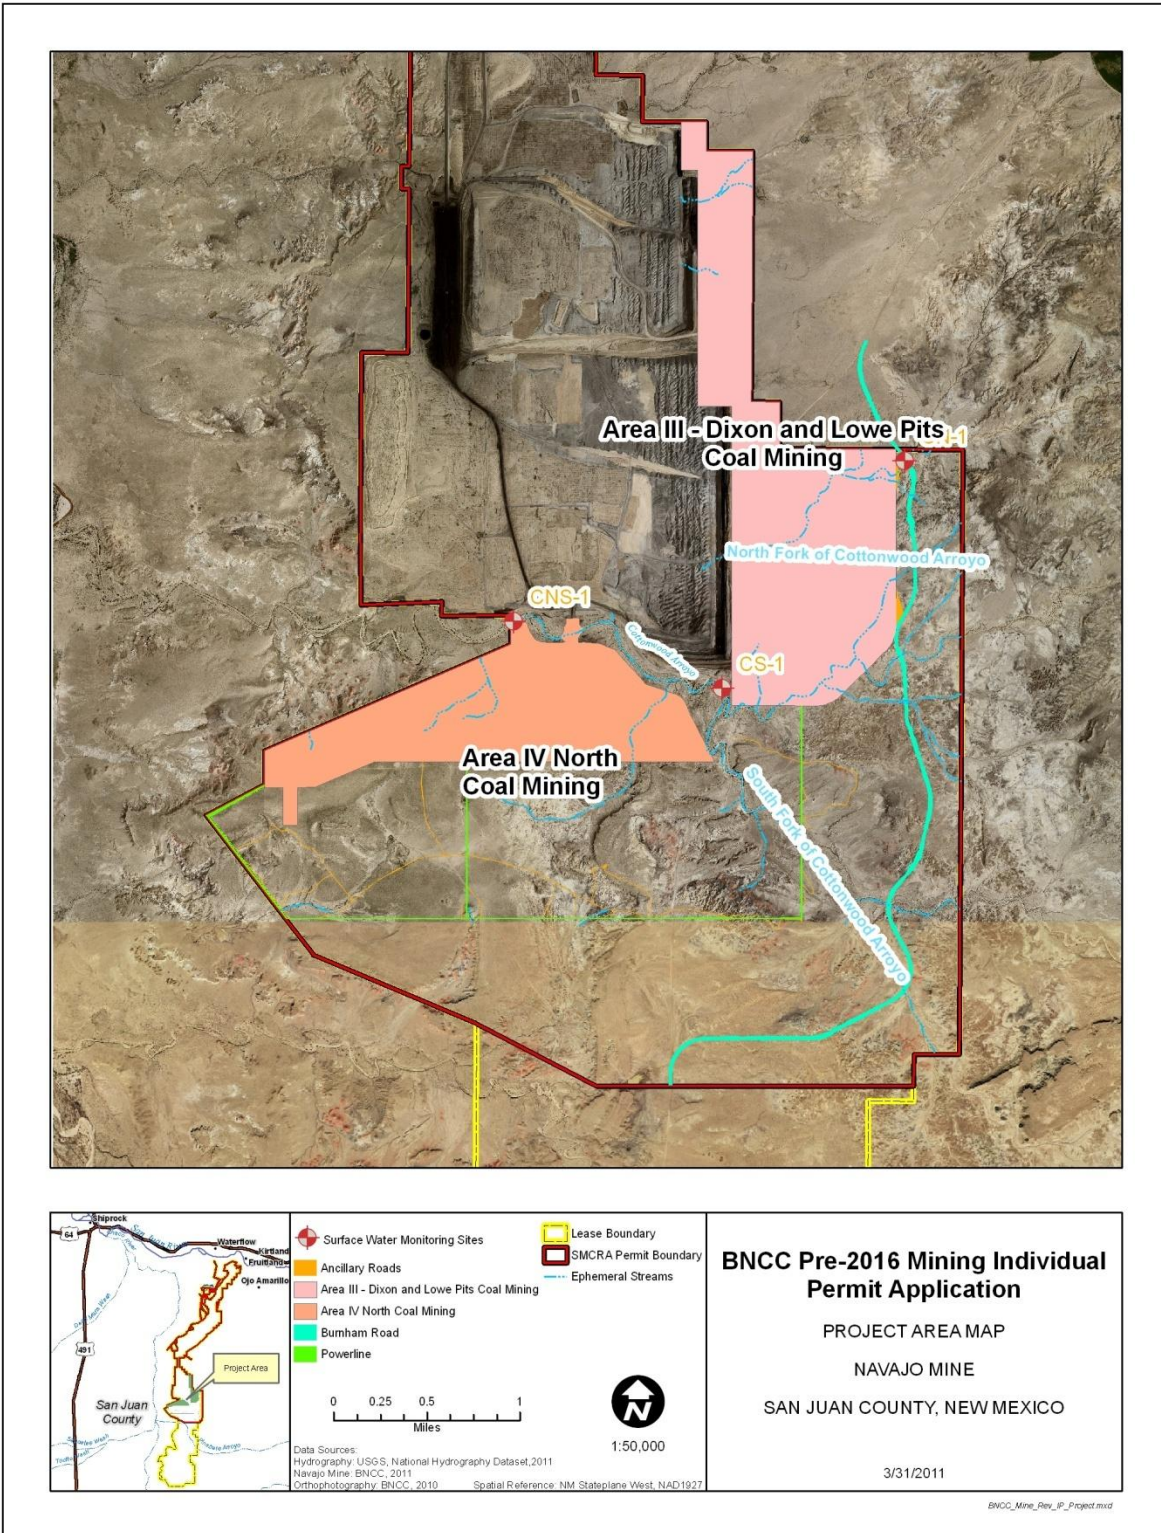 Area III - Dixon and Lowe Pits
Coal Mining
North Fork of Cottonwood Arroyo
CNS-1
Cottonwood Arroyo
CS-1
Area IV North
Coal Mining
South Fork of Cottonwood Arroyo
Shiprock
64
Waterflow
Kirtland
Fruitland
Ojo Amarillo
491
Project Area
San Juan
County
Surface Water Monitoring Sites
Ancillary Roads
Area III - Dixon and Lowe Pits Coal Mining
Area IV North Coal Mining
Burnham Road
Powerline
Lease Boundary
SMCRA Permit Boundary
Ephemeral Streams
0 0.25 0.5 1
Miles
N
1:50,000
Data Sources:
Hydrography: USGS, National Hydrography Dataset,2011
Navajo Mine: BNCC, 2011
Orthophotography: BNCC, 2010 Spatial Reference: NM Stateplane West, NAD1927
BNCC Pre-2016 Mining Individual
Permit Application
PROJECT AREA MAP
NAVAJO MINE
SAN JUAN COUNTY, NEW MEXICO
3/31/2011
BNCC_Mine_Rev_IP_Project.mxd